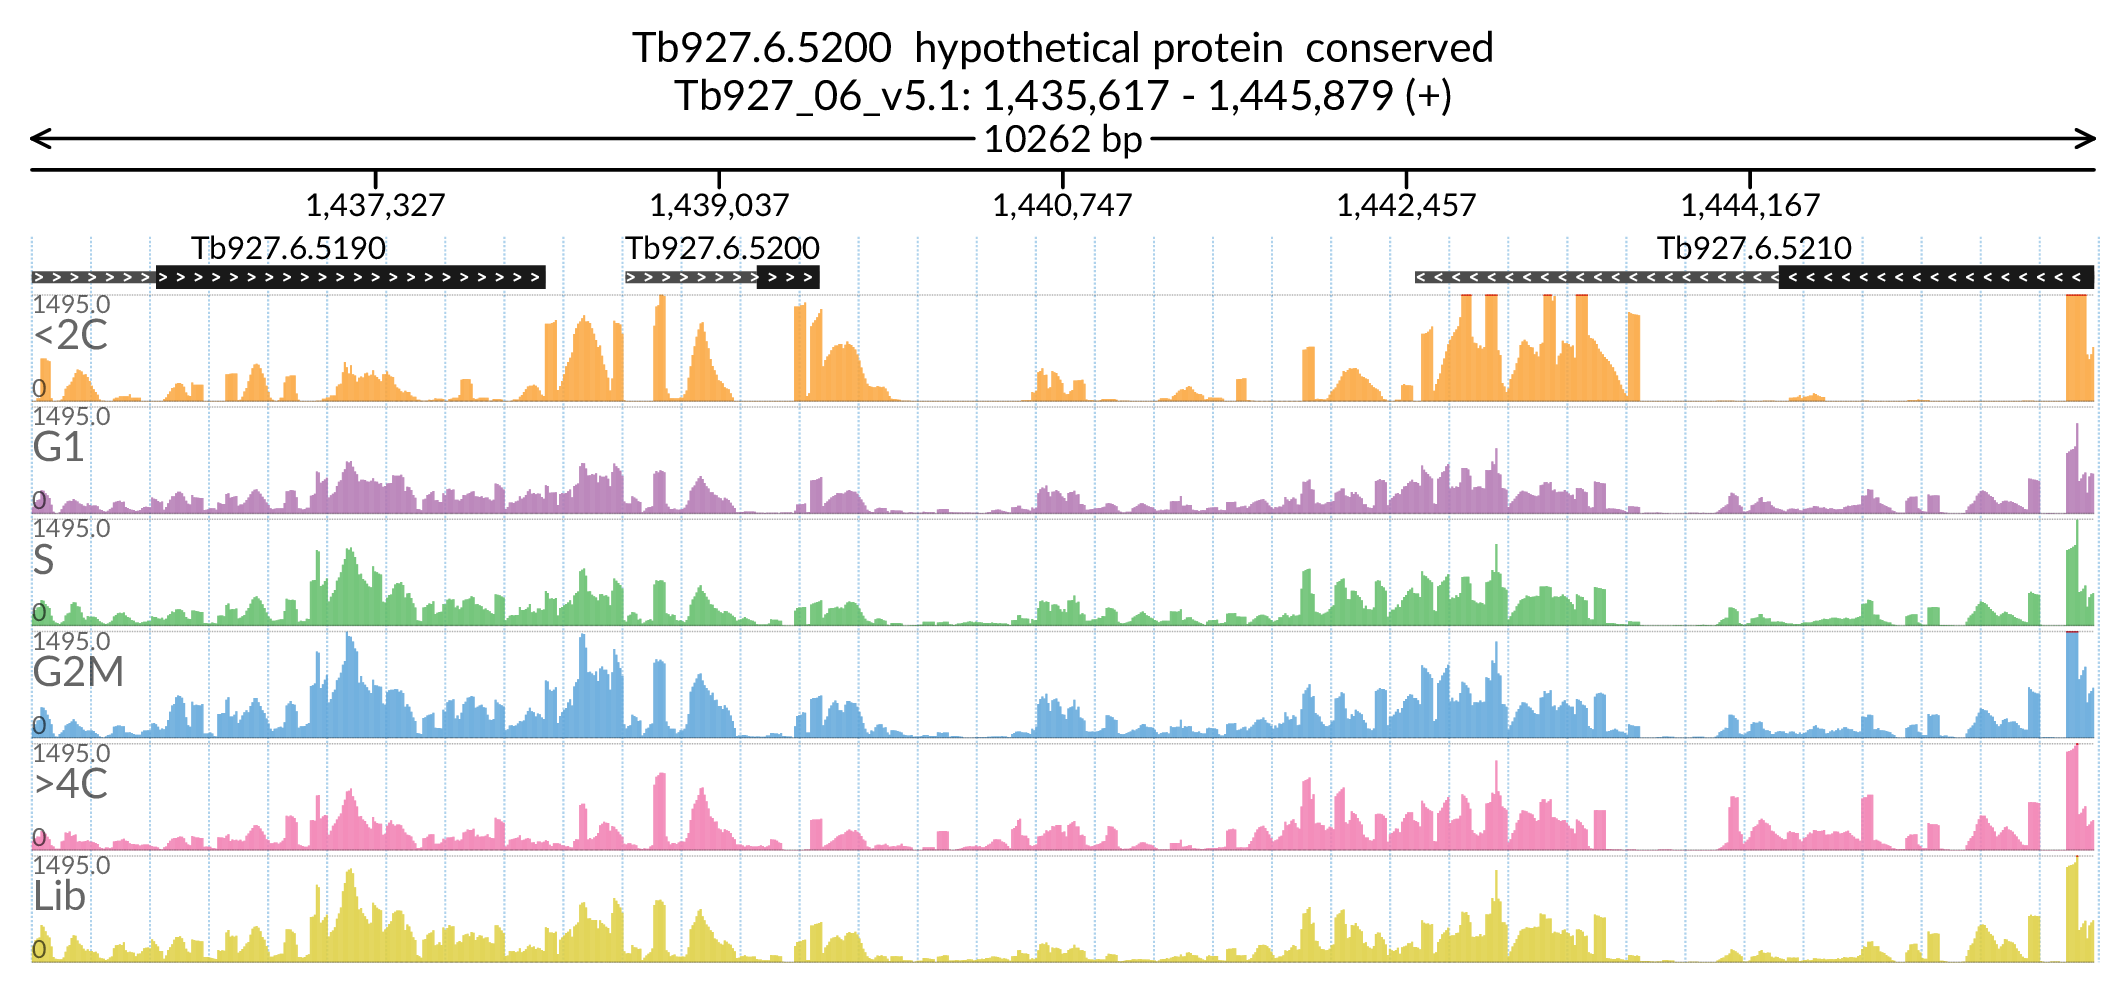 Tb927.6.5200 hypothetical protein conserved
Tb927_06_v5.1: 1,435,617 - 1,445,879 (+)
10262 bp
1,437,327 1,439,037 1,440,747 1,442,457 1,444,167
Tb927.6.5190 Tb927.6.5200 Tb927.6.5210
1495.0
<2C
0
1495.0
G1
0
1495.0
S
0
1495.0
G2M
0
1495.0
>4C
0
1495.0
Lib
0